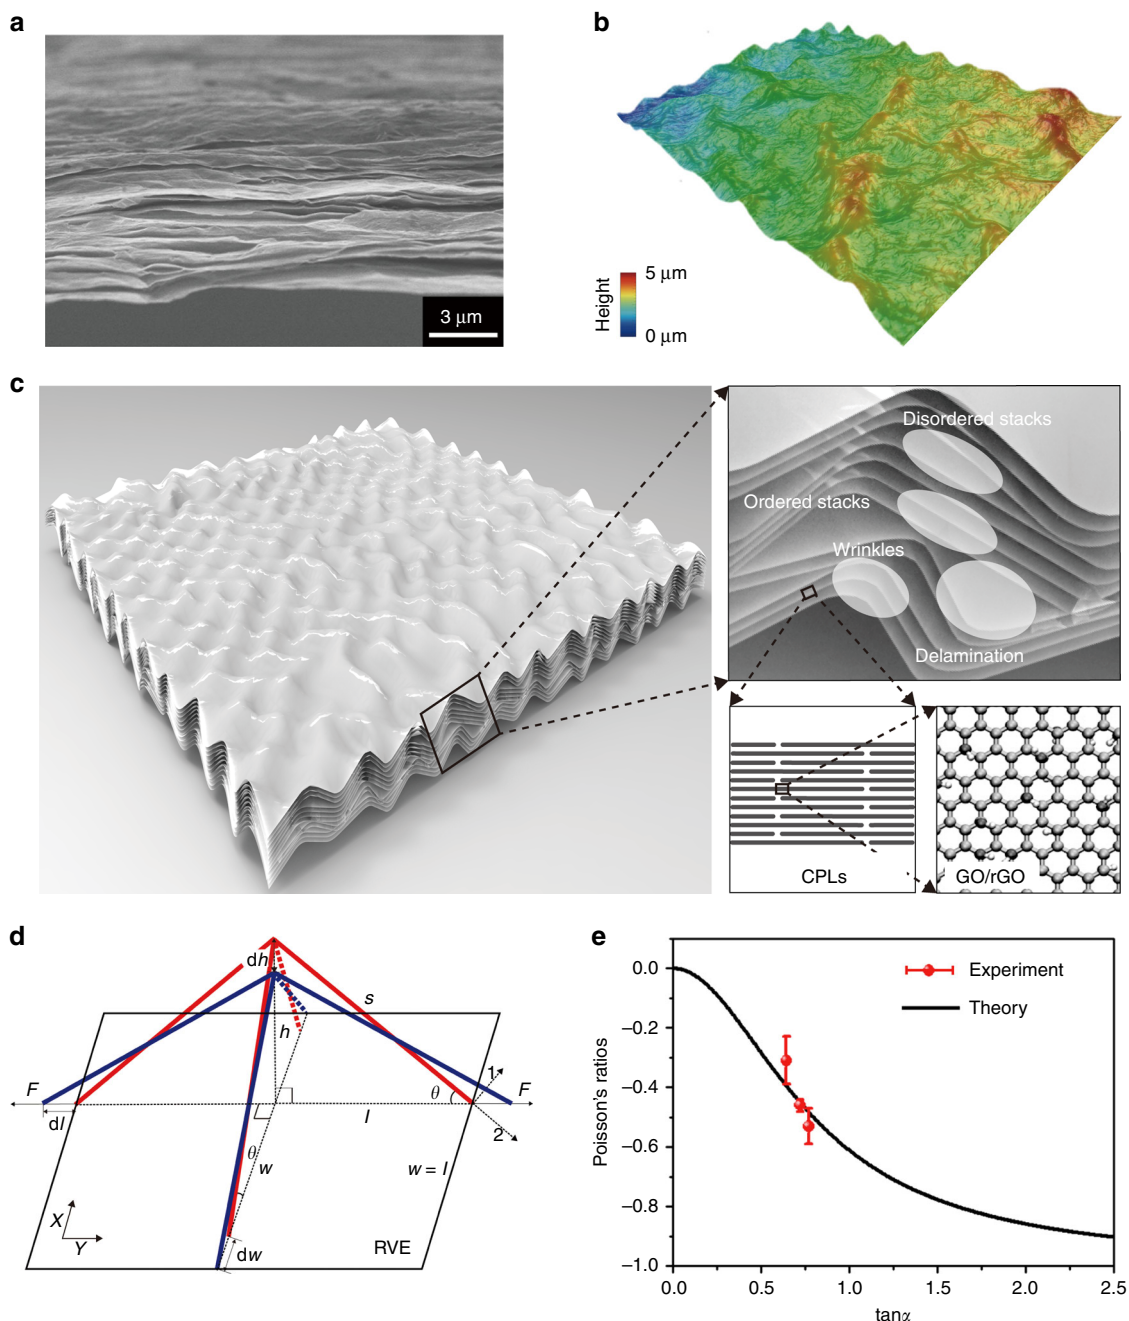 a
3 μm
b
Height
5 μm
0 μm
c
Disordered stacks
Ordered stacks
Wrinkles
Delamination
CPLs
GO/rGO
d
dh
s
h
F
F
1
θ
dl
l
2
θ
w
w = l
X
Y
dw
RVE
e
Poisson's ratios
0.0
−0.2
−0.4
−0.6
−0.8
−1.0
Experiment
Theory
0.0 0.5 1.0 1.5 2.0 2.5
tanα